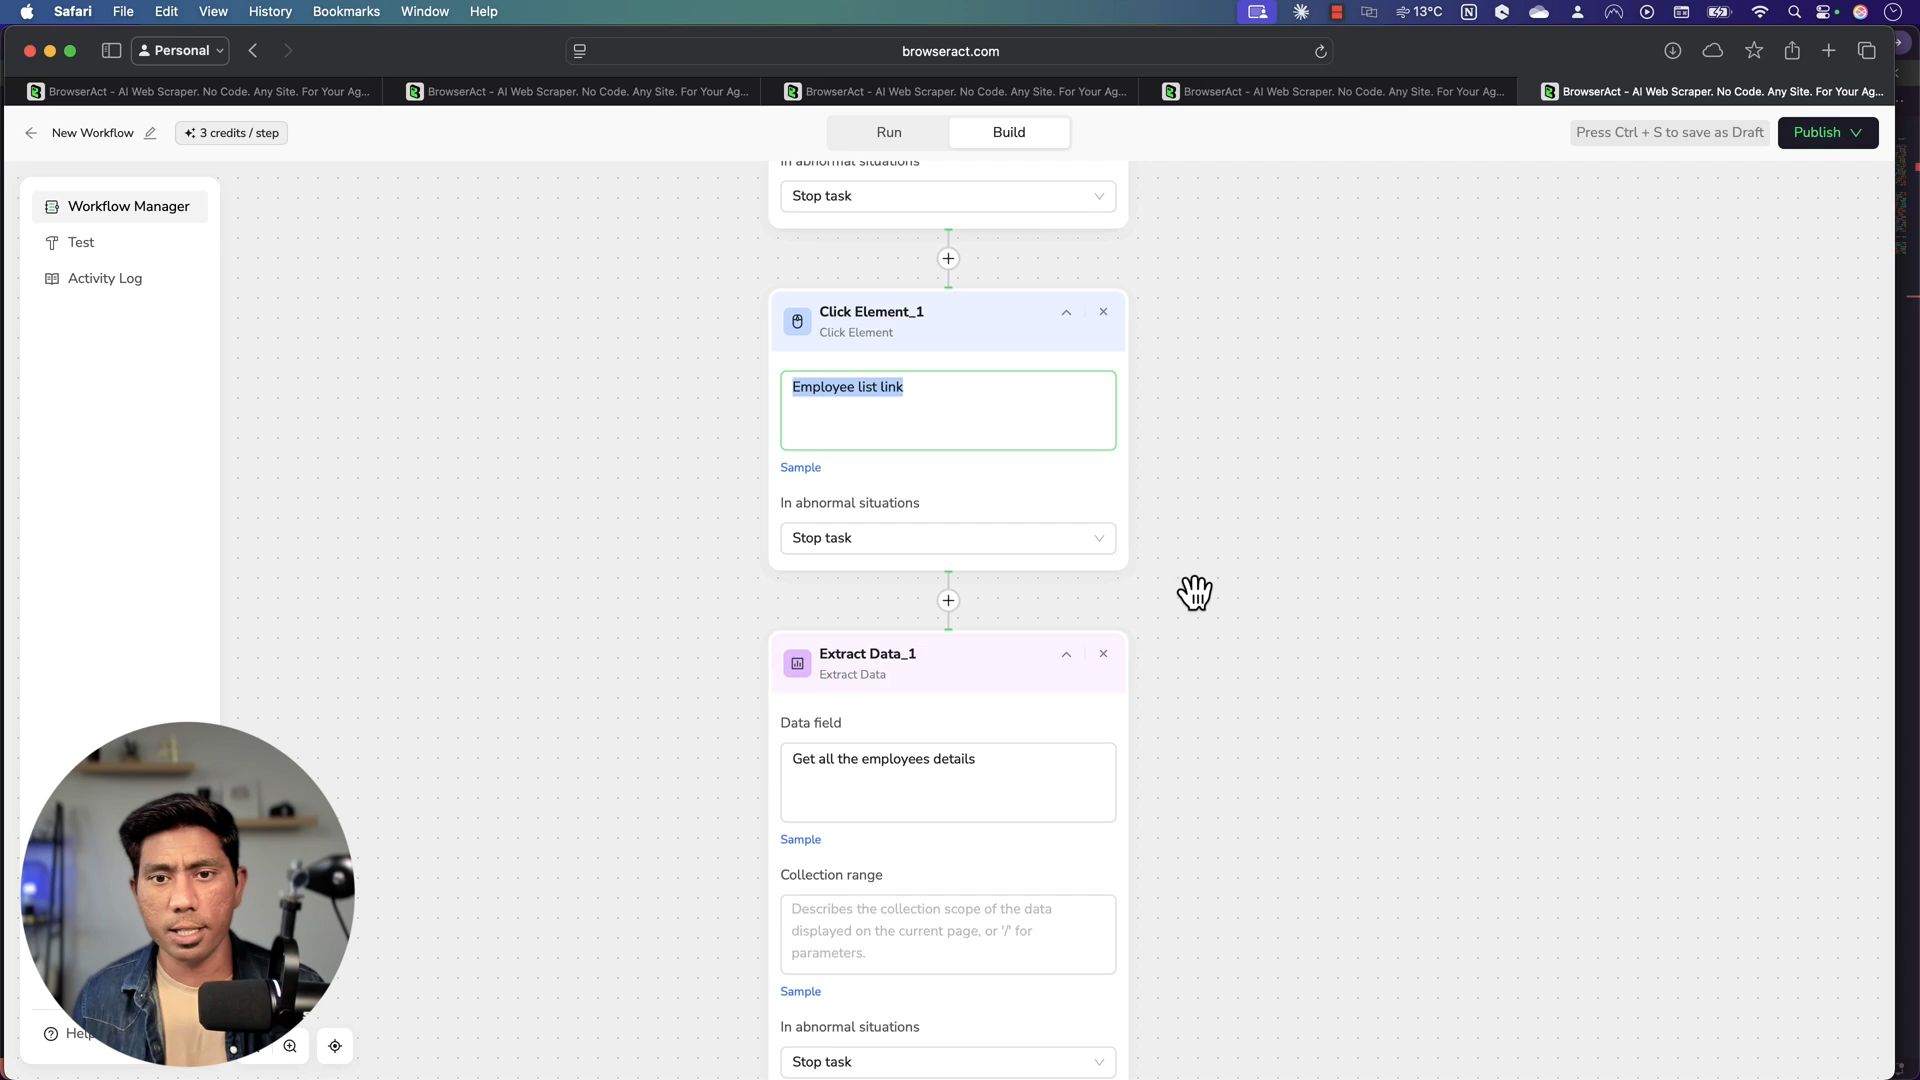 Safari File Edit View History Bookmarks Window Help
13°C
Personal
browseract.com
BrowserAct - AI Web Scraper. No Code. Any Site. For Your Ag...
BrowserAct - AI Web Scraper. No Code. Any Site. For Your Ag...
BrowserAct - AI Web Scraper. No Code. Any Site. For Your Ag...
BrowserAct - AI Web Scraper. No Code. Any Site. For Your Ag...
BrowserAct - AI Web Scraper. No Code. Any Site. For Your Ag...
New Workflow
3 credits / step
Run
Build
Press Ctrl + S to save as Draft
Publish
Workflow Manager
Test
Activity Log
In abnormal situations
Stop task
Click Element_1
Click Element
Employee list link
Sample
In abnormal situations
Stop task
Extract Data_1
Extract Data
Data field
Get all the employees details
Sample
Collection range
Describes the collection scope of the data
displayed on the current page, or '/' for
parameters.
Sample
In abnormal situations
Stop task
Help